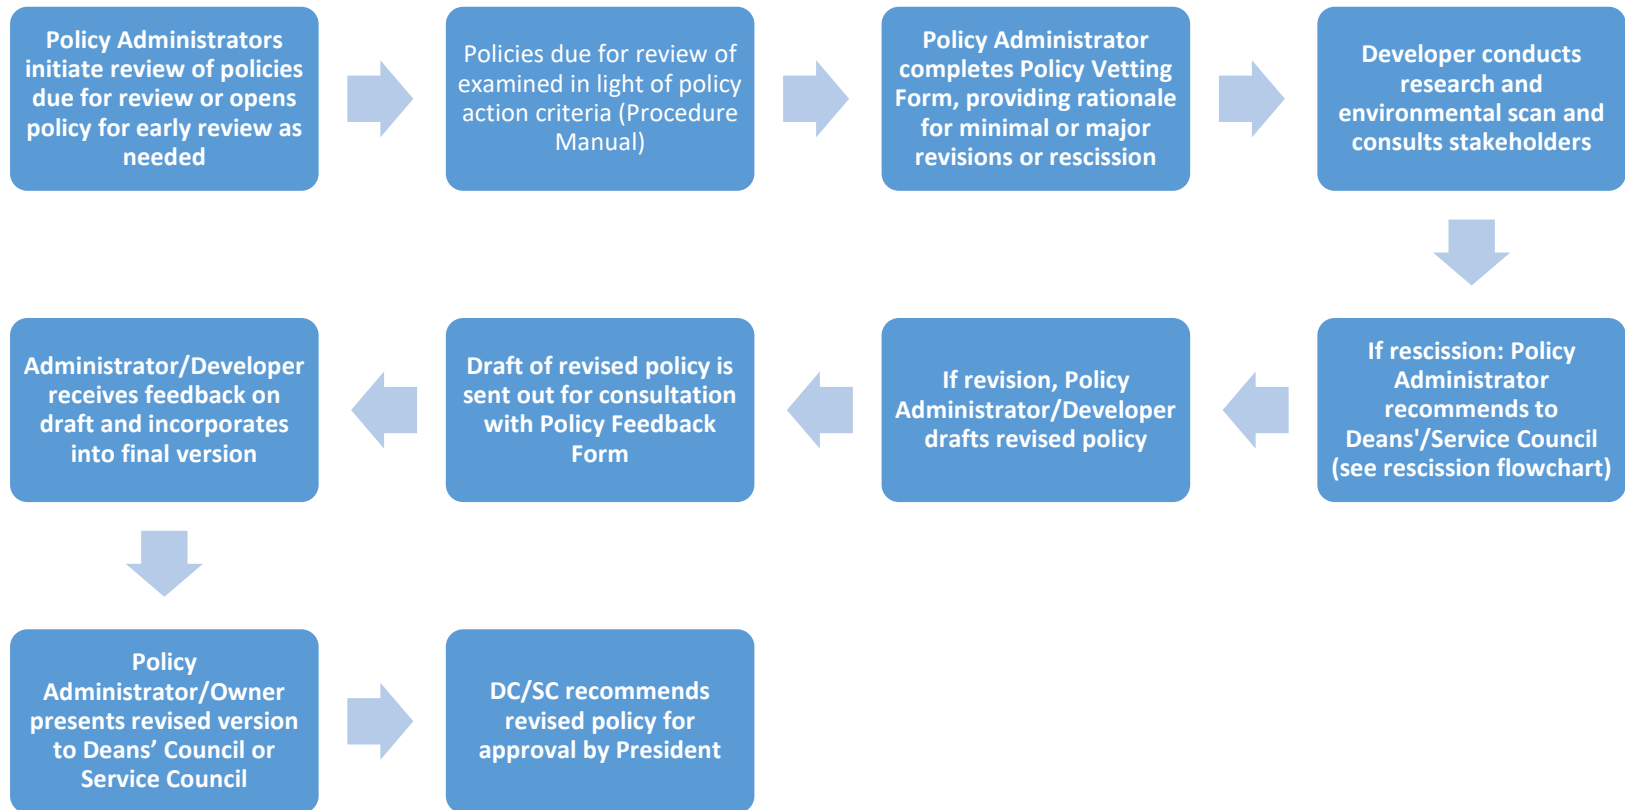 Policy Administrators
initiate review of policies
due for review or opens
policy for early review as
needed
Policies due for review of
examined in light of policy
action criteria (Procedure
Manual)
Policy Administrator
completes Policy Vetting
Form, providing rationale
for minimal or major
revisions or rescission
Developer conducts
research and
environmental scan and
consults stakeholders
If rescission: Policy
Administrator
recommends to
Deans'/Service Council
(see rescission flowchart)
If revision, Policy
Administrator/Developer
drafts revised policy
Draft of revised policy is
sent out for consultation
with Policy Feedback
Form
Administrator/Developer
receives feedback on
draft and incorporates
into final version
Policy
Administrator/Owner
presents revised version
to Deans’ Council or
Service Council
DC/SC recommends
revised policy for
approval by President